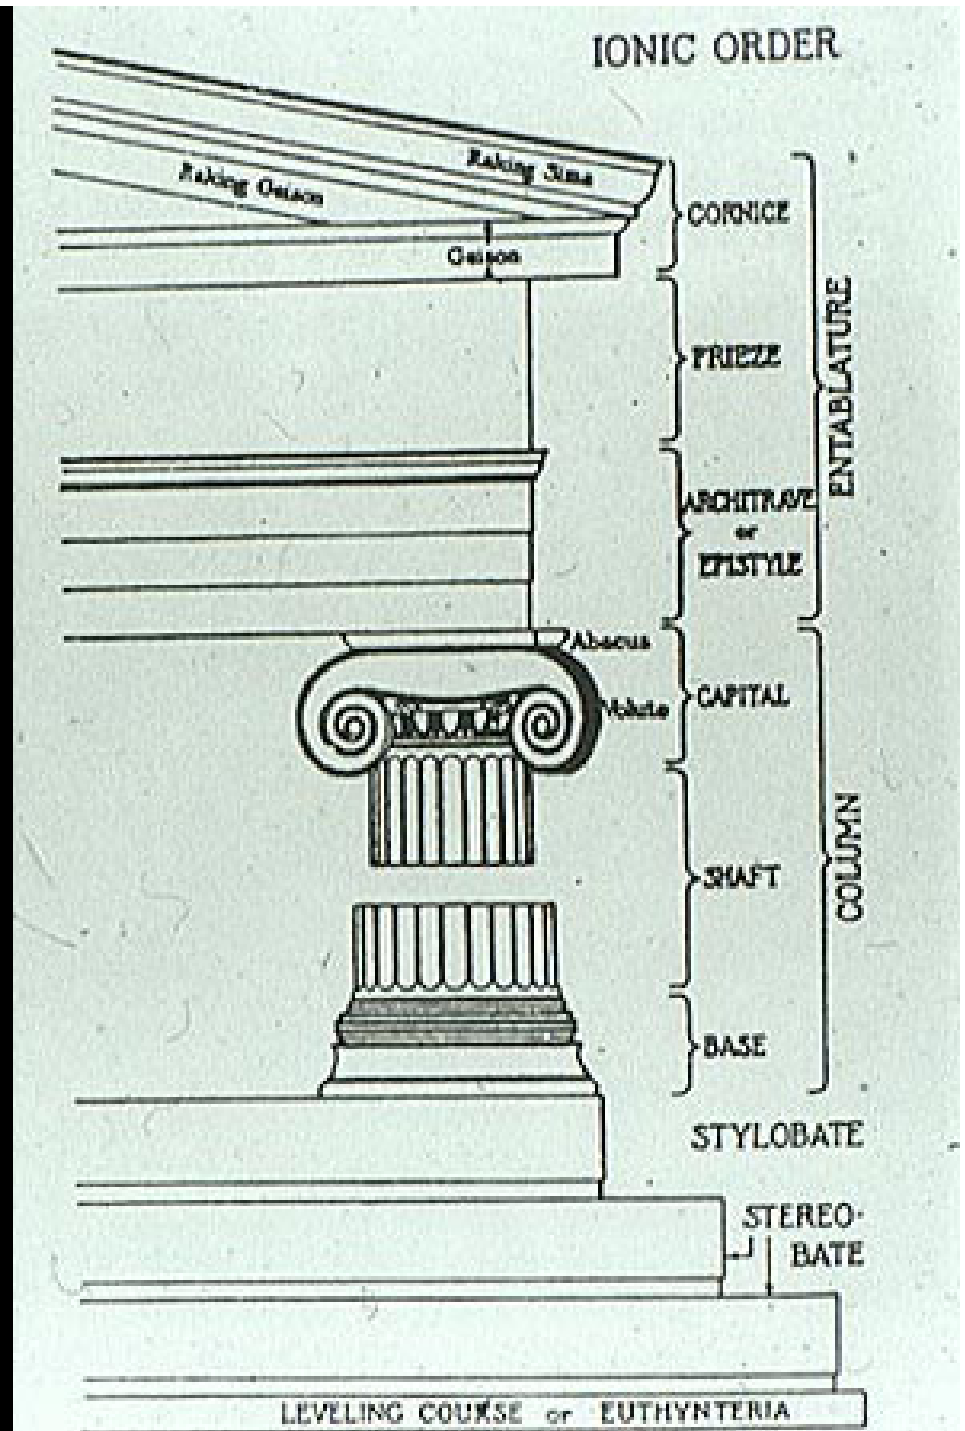 IONIC ORDER
Raking Sima
Raking Geison
CORNICE
Geison
ENTABLATURE
FRIEZE
ARCHITRAVE
or
EPISTYLE
Abacus
CAPITAL
Volute
COLUMN
SHAFT
BASE
STYLOBATE
STEREO-
BATE
LEVELING COURSE or EUTHYNTERIA